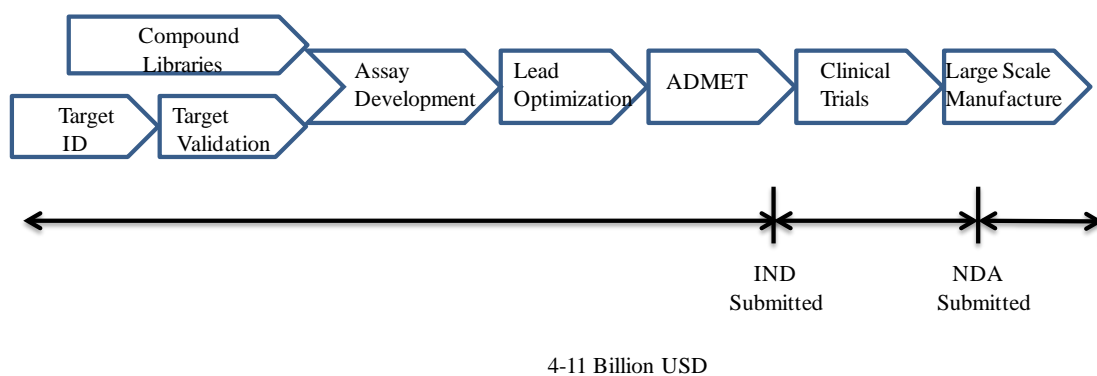 Compound
Libraries
Target
ID
Target
Validation
Assay
Development
Lead
Optimization
ADMET
Clinical
Trials
Large Scale
Manufacture
IND
Submitted
NDA
Submitted
4-11 Billion USD